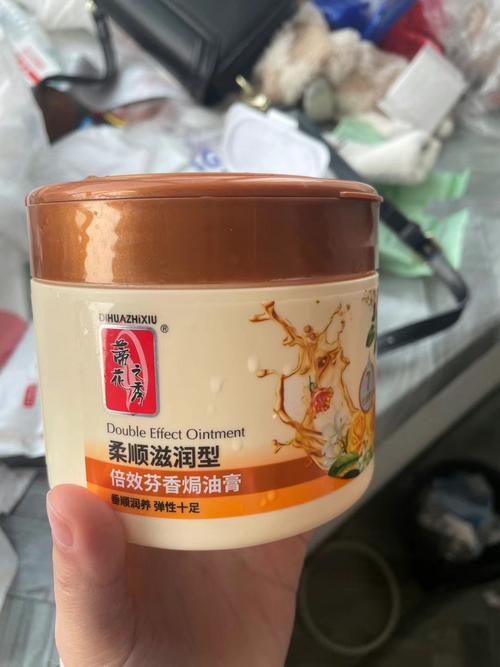 DIHUAZHIXIU
®
蒂花
之秀
Double Effect Ointment
柔顺滋润型
倍效芬香焗油膏
垂顺润养 弹性十足